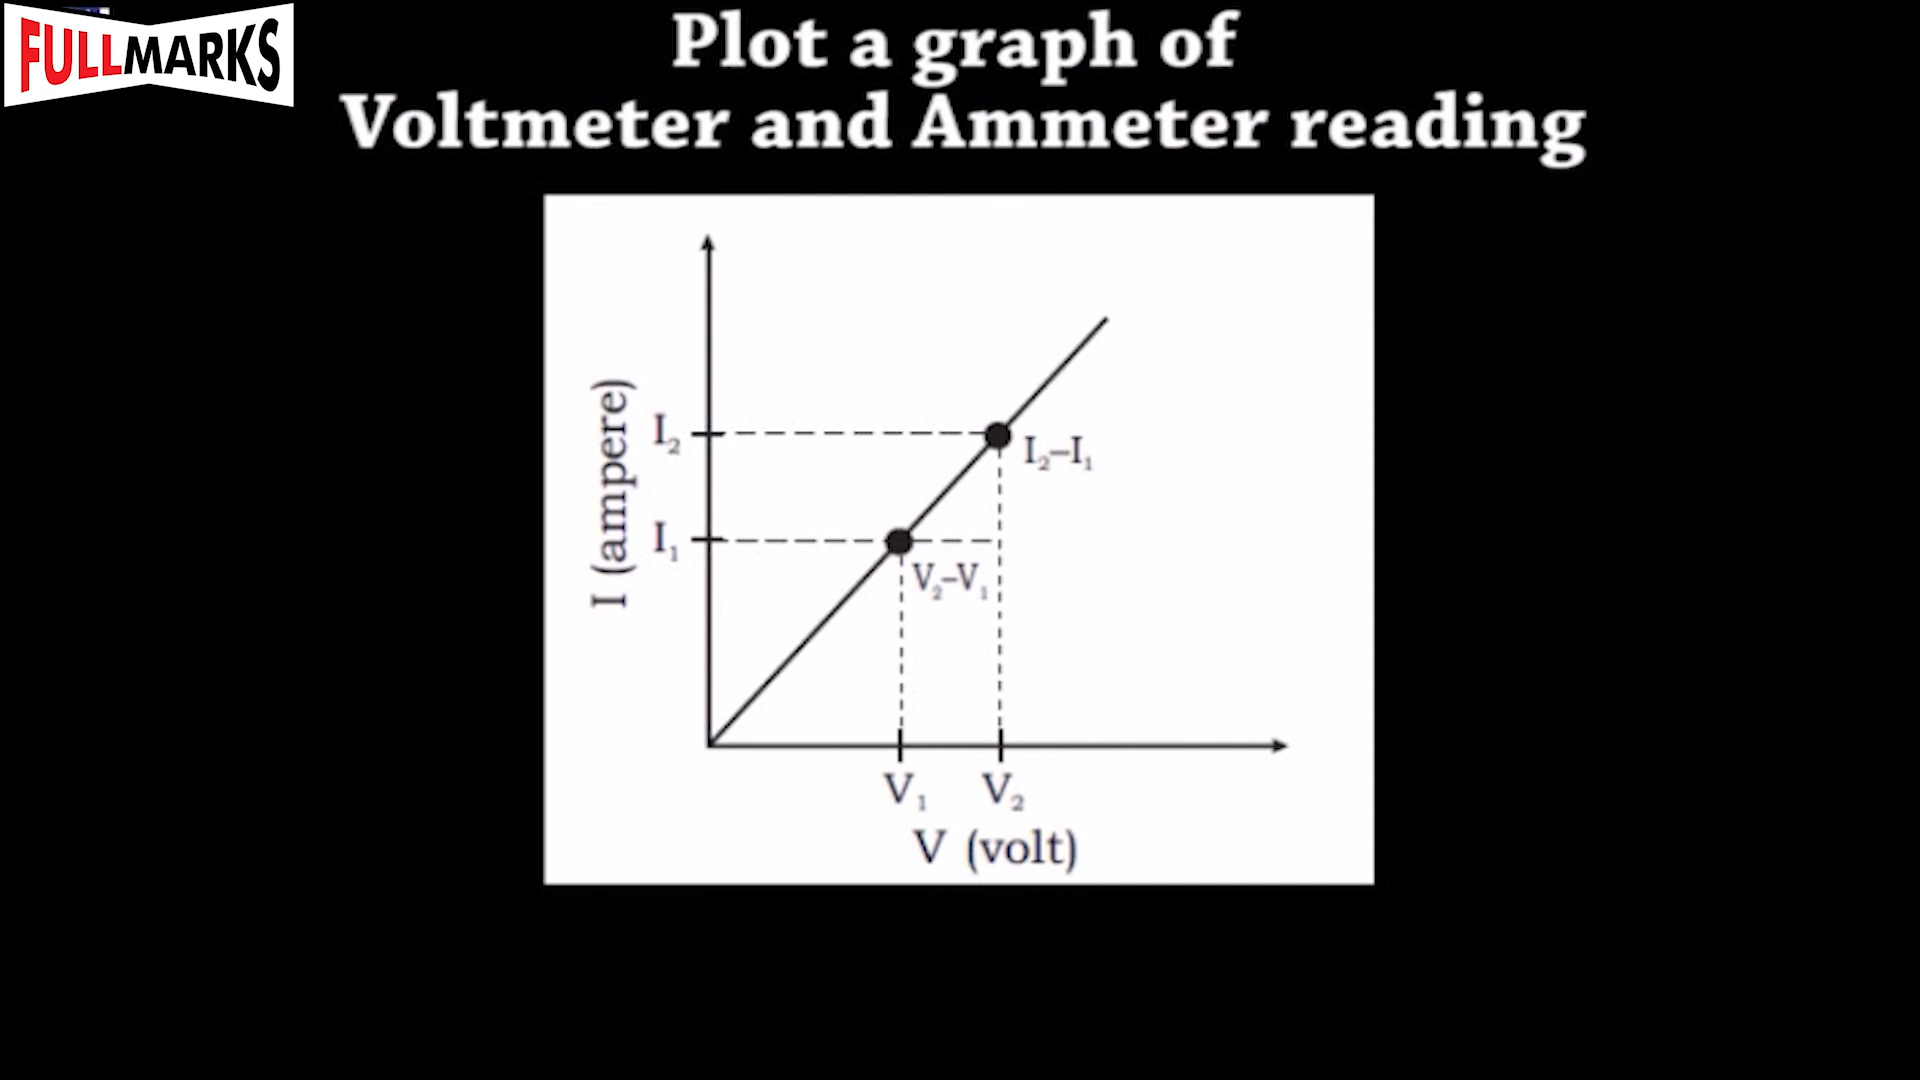 FULLMARKS
Plot a graph of
Voltmeter and Ammeter reading
I (ampere)
I₂
I₂–I₁
I₁
V₂–V₁
V₁ V₂
V (volt)